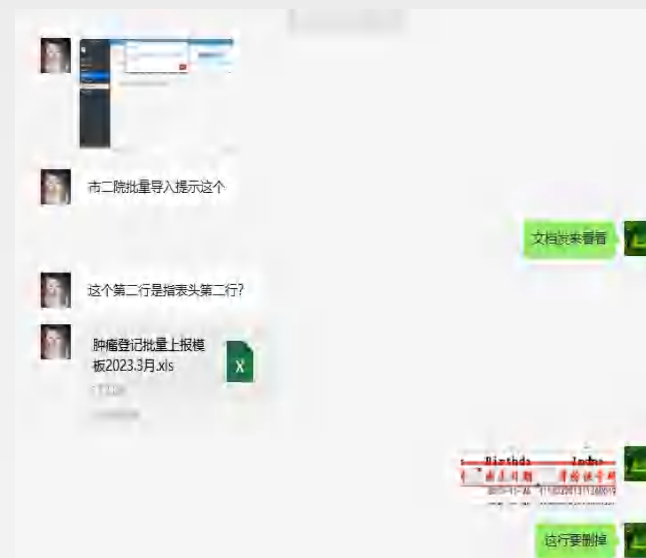 市二院批量导入提示这个
文档发来看看
这个第二行是指表头第二行?
肿瘤登记批量上报模
板2023.3月.xls
X
Birthda
出生日期 身份证号码
这行要删掉